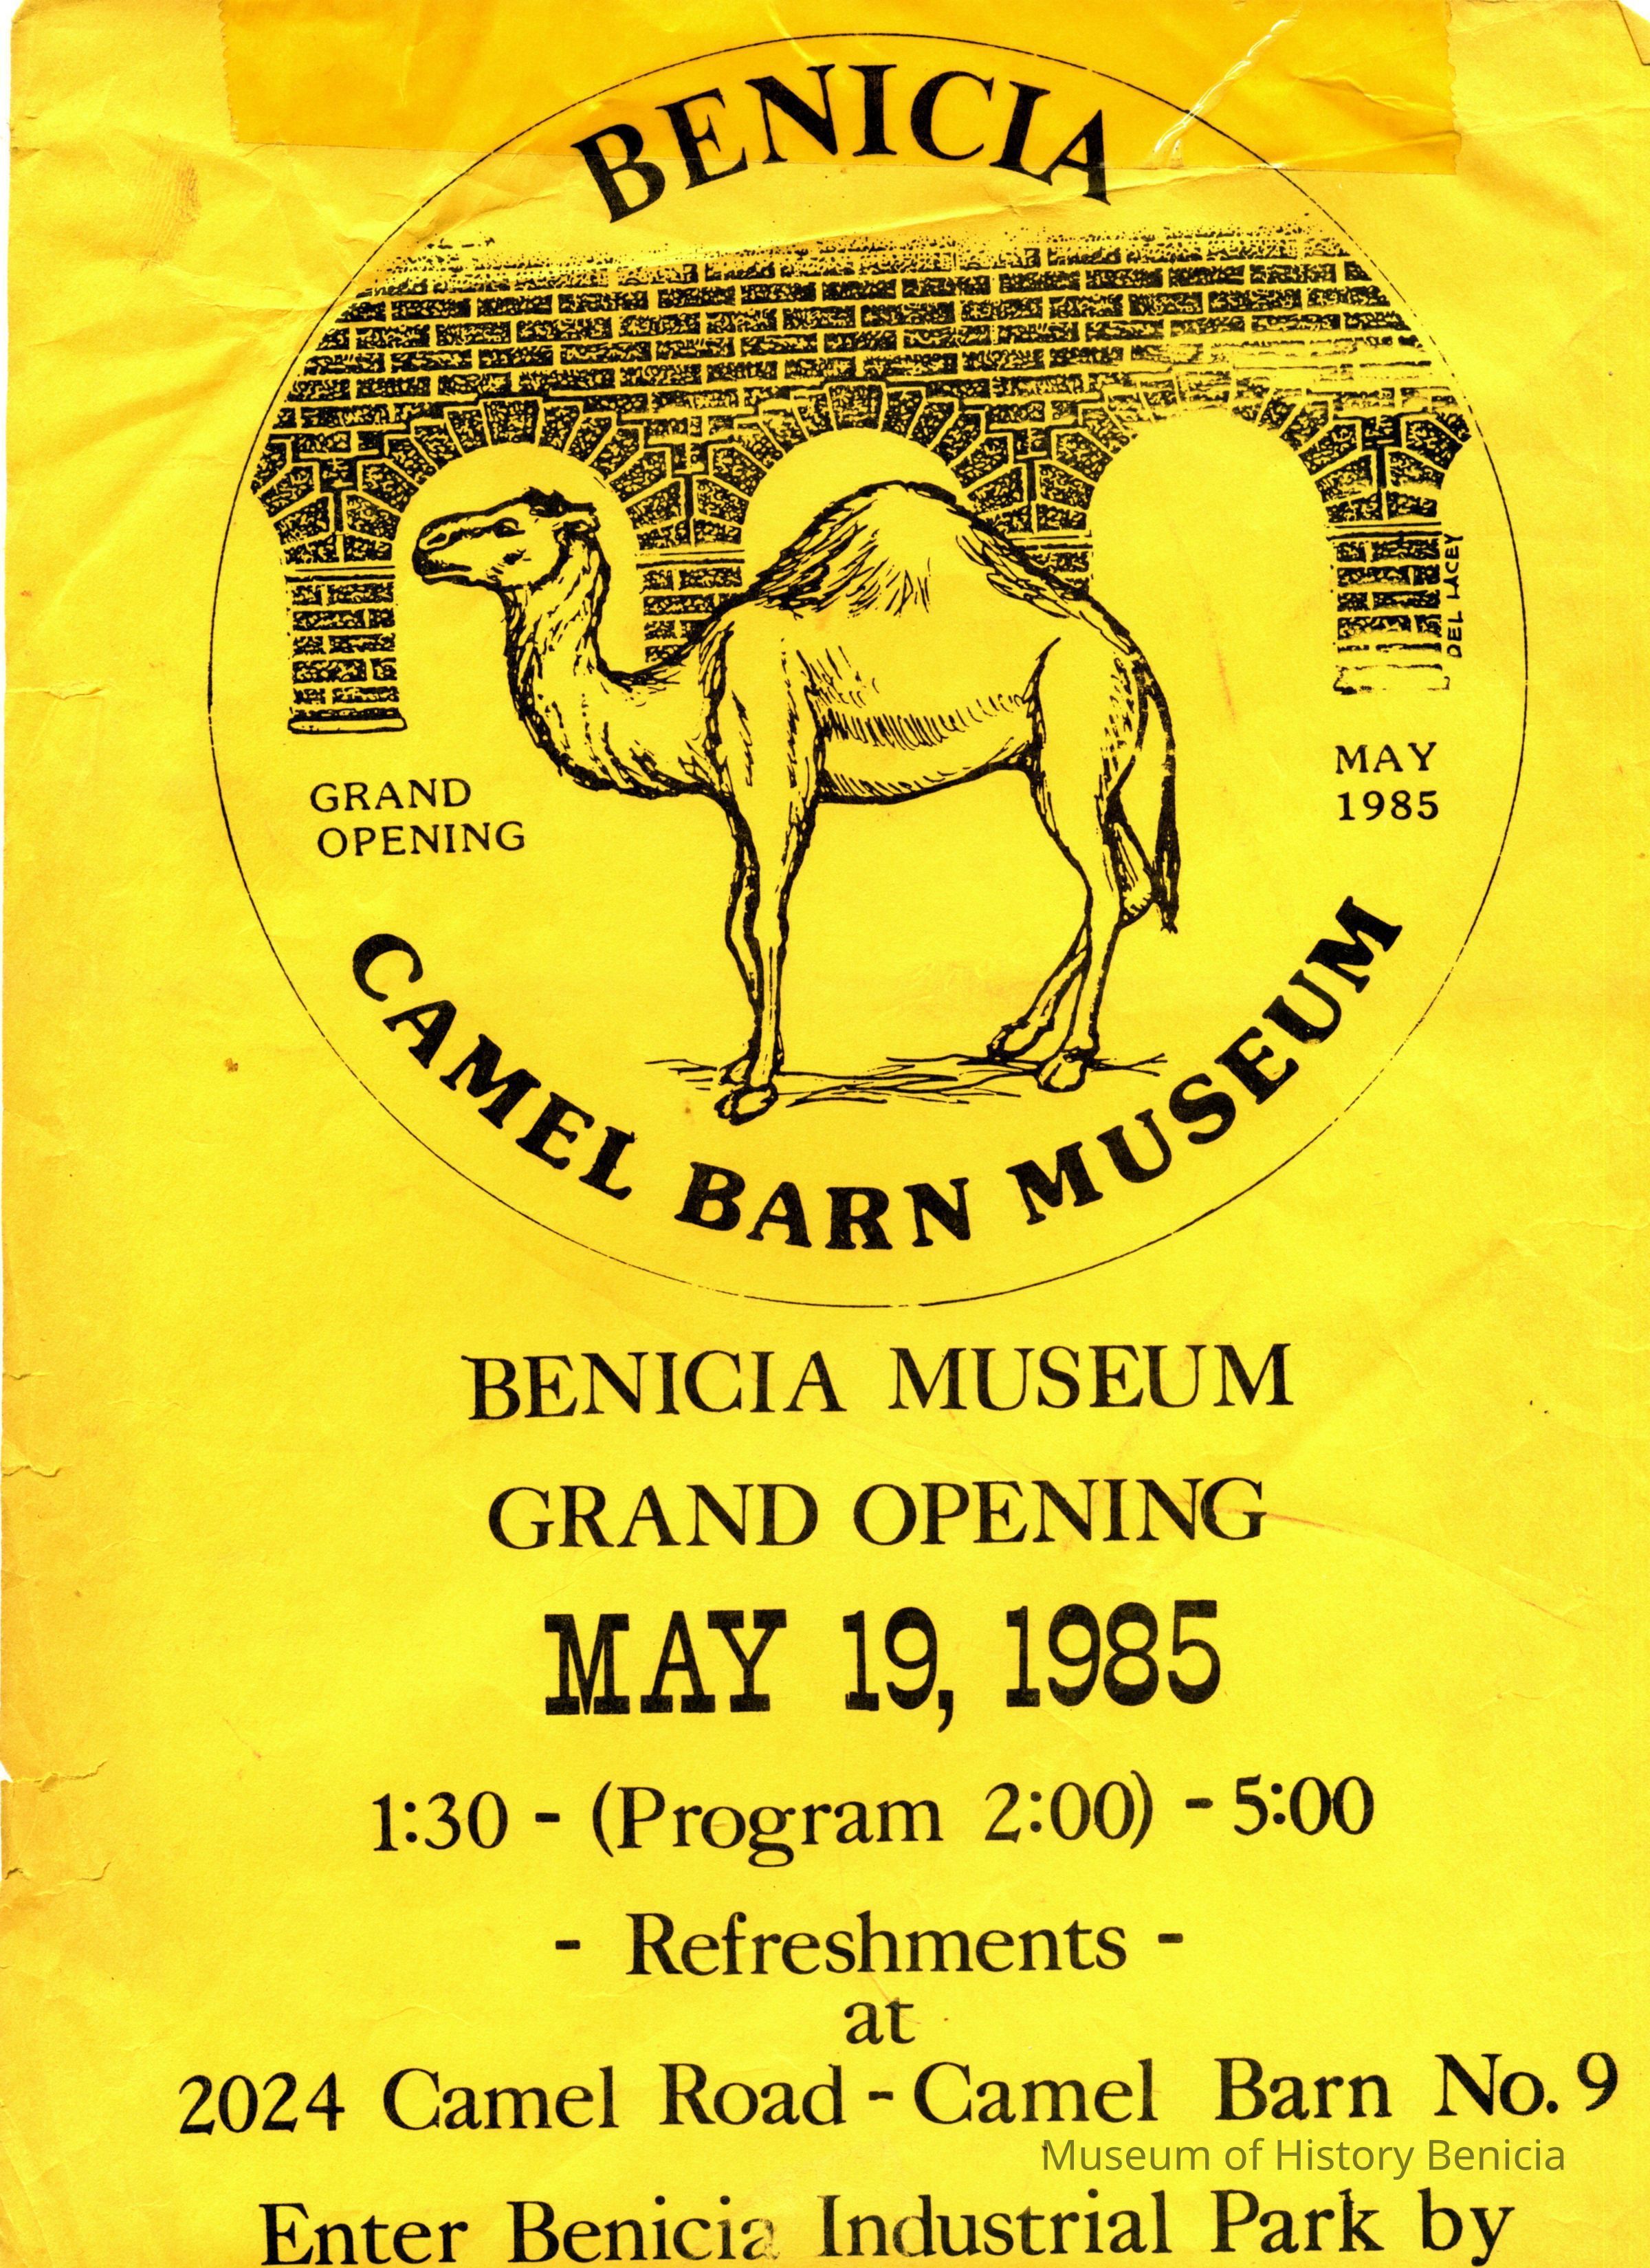 BENICIA
DEL LACEY
GRAND
OPENING
MAY
1985
CAMEL BARN MUSEUM
BENICIA MUSEUM
GRAND OPENING
MAY 19, 1985
1:30 - (Program 2:00) - 5:00
- Refreshments -
at
2024 Camel Road - Camel Barn No. 9
Museum of History Benicia
Enter Benicia Industrial Park by